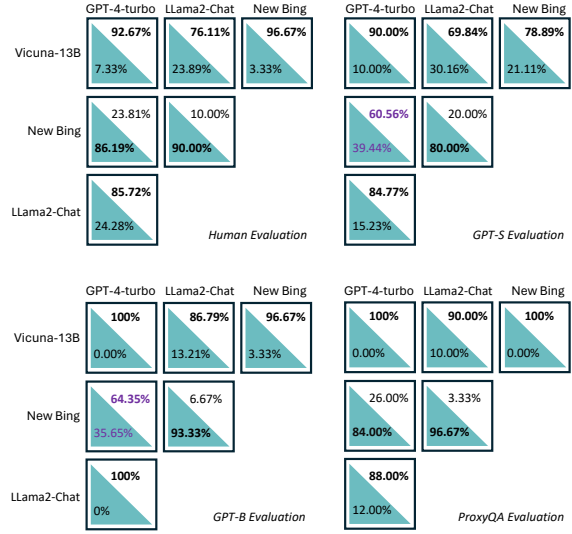 GPT-4-turbo LLama2-Chat New Bing
Vicuna-13B
92.67% 76.11% 96.67%
7.33% 23.89% 3.33%
New Bing
23.81% 10.00%
86.19% 90.00%
LLama2-Chat
85.72%
24.28%
Human Evaluation
GPT-4-turbo LLama2-Chat New Bing
90.00% 69.84% 78.89%
10.00% 30.16% 21.11%
60.56% 20.00%
39.44% 80.00%
84.77%
15.23%
GPT-S Evaluation
GPT-4-turbo LLama2-Chat New Bing
Vicuna-13B
100% 86.79% 96.67%
0.00% 13.21% 3.33%
New Bing
64.35% 6.67%
35.65% 93.33%
LLama2-Chat
100%
0%
GPT-B Evaluation
GPT-4-turbo LLama2-Chat New Bing
100% 90.00% 100%
0.00% 10.00% 0.00%
26.00% 3.33%
84.00% 96.67%
88.00%
12.00%
ProxyQA Evaluation